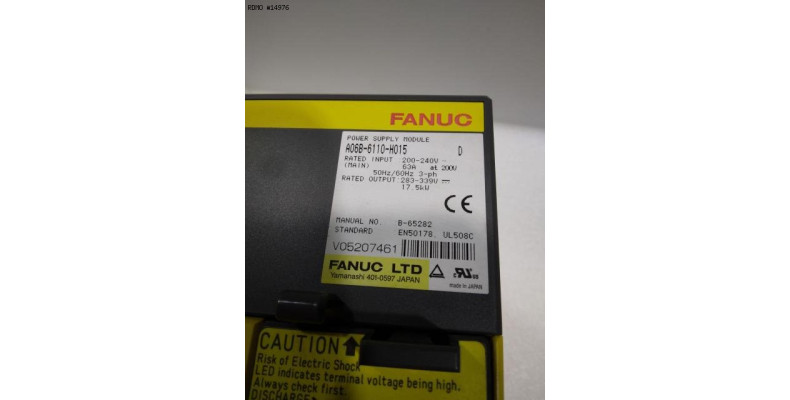 RDMO #14976
FANUC
POWER SUPPLY MODULE
A06B-6110-H015 D
RATED INPUT 200-240V~
(MAIN) 63A at 200V
50Hz/60Hz 3-ph
RATED OUTPUT 283-339V
17.5kW
CE
MANUAL NO. B-65282
STANDARD EN50178, UL508C
V05207461
FANUC LTD
Yamanashi 401-0597 JAPAN
made in JAPAN
CAUTION
Risk of Electric Shock
LED indicates terminal voltage being high.
Always check first.
DISCHARGE